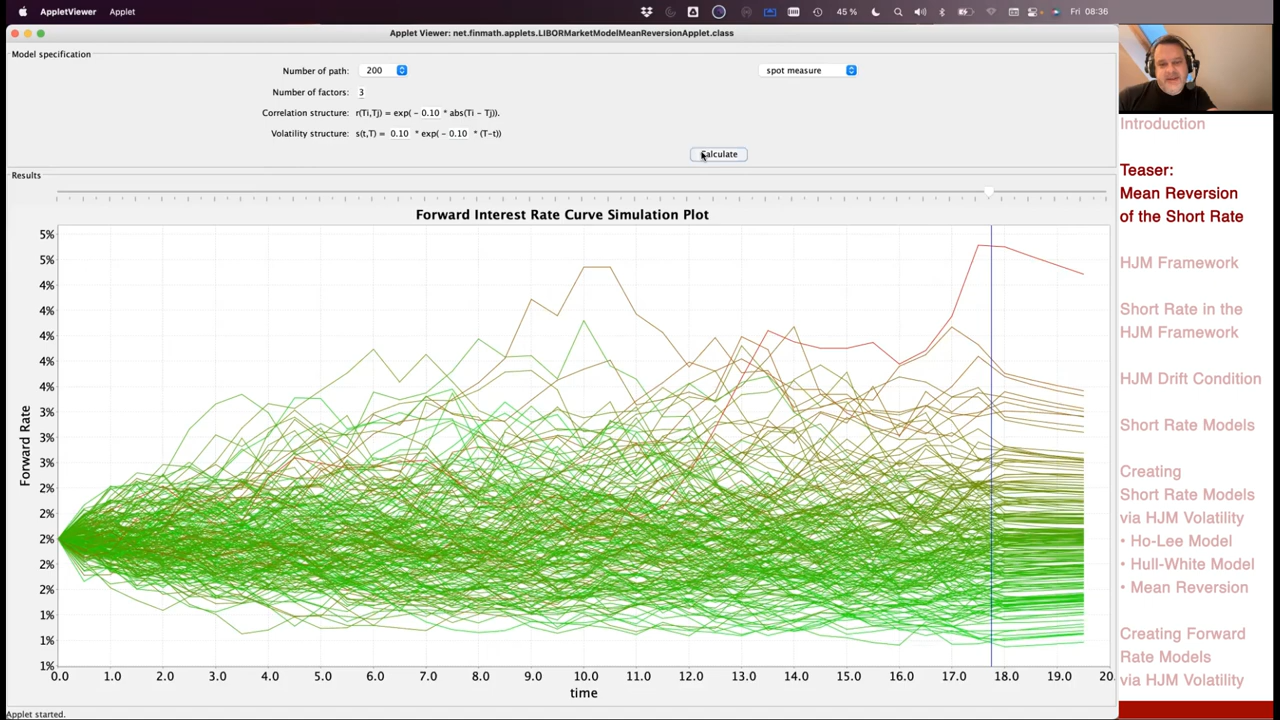 AppletViewer Applet 45 % Fri 08:36
Applet Viewer: net.finmath.applets.LIBORMarketModelMeanReversionApplet.class
Model specification
Number of path: 200 spot measure
Number of factors: 3
Correlation structure: r(Ti,Tj) = exp( - 0.10 * abs(Ti - Tj)).
Volatility structure: s(t,T) = 0.10 * exp( - 0.10 * (T-t))
Calculate
Results
Forward Interest Rate Curve Simulation Plot
5%
5%
4%
4%
4%
4%
4%
3%
3%
3%
2%
2%
2%
2%
2%
1%
1%
1%
Forward Rate
0.0 1.0 2.0 3.0 4.0 5.0 6.0 7.0 8.0 9.0 10.0 11.0 12.0 13.0 14.0 15.0 16.0 17.0 18.0 19.0 20.
time
Applet started.
Introduction
Teaser:
Mean Reversion
of the Short Rate
HJM Framework
Short Rate in the
HJM Framework
HJM Drift Condition
Short Rate Models
Creating
Short Rate Models
via HJM Volatility
• Ho-Lee Model
• Hull-White Model
• Mean Reversion
Creating Forward
Rate Models
via HJM Volatility